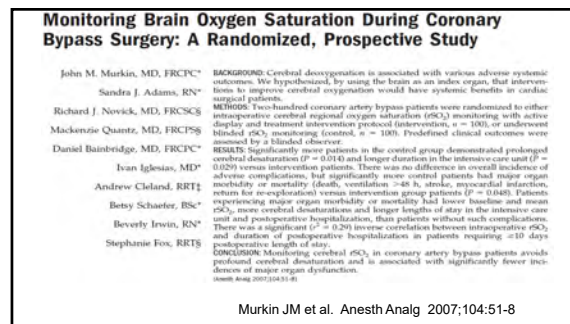 Monitoring Brain Oxygen Saturation During Coronary
Bypass Surgery: A Randomized, Prospective Study
John M. Murkin, MD, FRCPC*
Sandra J. Adams, RN*
Richard J. Novick, MD, FRCSC§
Mackenzie Quantz, MD, FRCPS§
Daniel Bainbridge, MD, FRCPC*
Ivan Iglesias, MD*
Andrew Cleland, RRT‡
Betsy Schaefer, BSc*
Beverly Irwin, RN*
Stephanie Fox, RRT§
BACKGROUND: Cerebral deoxygenation is associated with various adverse systemic
outcomes. We hypothesized, by using the brain as an index organ, that interven-
tions to improve cerebral oxygenation would have systemic benefits in cardiac
surgical patients.
METHODS: Two-hundred coronary artery bypass patients were randomized to either
intraoperative cerebral regional oxygen saturation (rSO2) monitoring with active
display and treatment intervention protocol (intervention, n = 100), or underwent
blinded rSO2 monitoring (control, n = 100). Predefined clinical outcomes were
assessed by a blinded observer.
RESULTS: Significantly more patients in the control group demonstrated prolonged
cerebral desaturation (P = 0.014) and longer duration in the intensive care unit (P =
0.029) versus intervention patients. There was no difference in overall incidence of
adverse complications, but significantly more control patients had major organ
morbidity or mortality (death, ventilation >48 h, stroke, myocardial infarction,
return for re-exploration) versus intervention group patients (P = 0.048). Patients
experiencing major organ morbidity or mortality had lower baseline and mean
rSO2, more cerebral desaturations and longer lengths of stay in the intensive care
unit and postoperative hospitalization, than patients without such complications.
There was a significant (r² = 0.29) inverse correlation between intraoperative rSO2
and duration of postoperative hospitalization in patients requiring <10 days
postoperative length of stay.
CONCLUSION: Monitoring cerebral rSO2 in coronary artery bypass patients avoids
profound cerebral desaturation and is associated with significantly fewer inci-
dences of major organ dysfunction.
(Anesth Analg 2007;104:51-8)
Murkin JM et al. Anesth Analg 2007;104:51-8